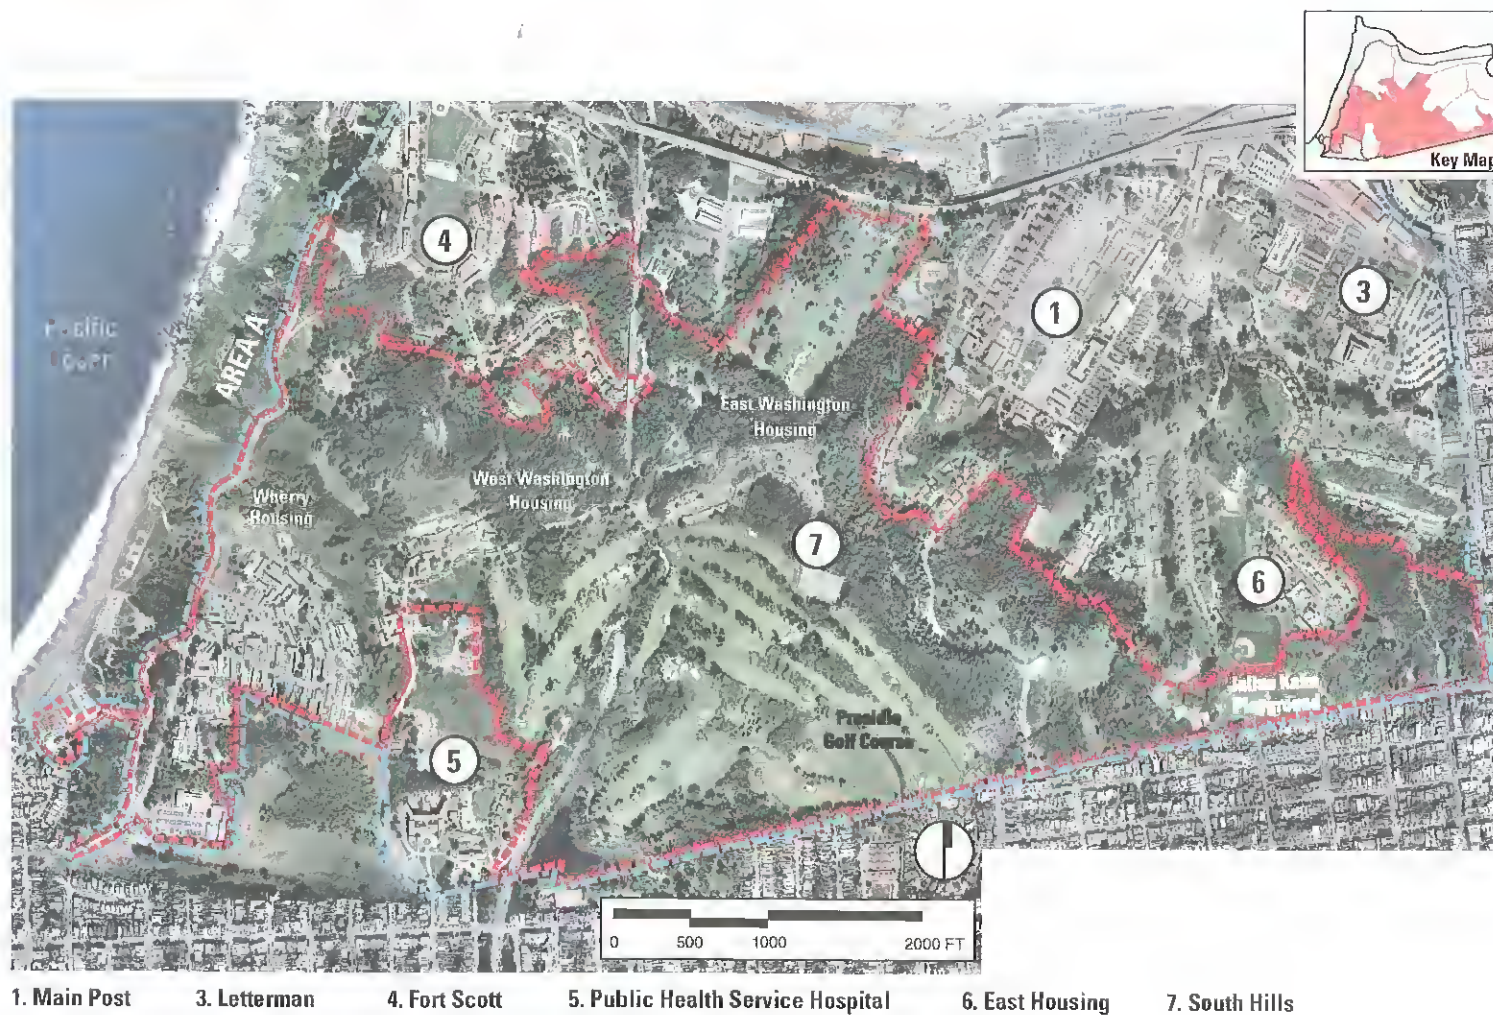 Key Map
4
1
3
AREA A
East Washington
Housing
West Washington
Housing
Wherry
Housing
7
6
Presidio
Golf Course
5
0 500 1000 2000 FT
1. Main Post 3. Letterman 4. Fort Scott 5. Public Health Service Hospital 6. East Housing 7. South Hills